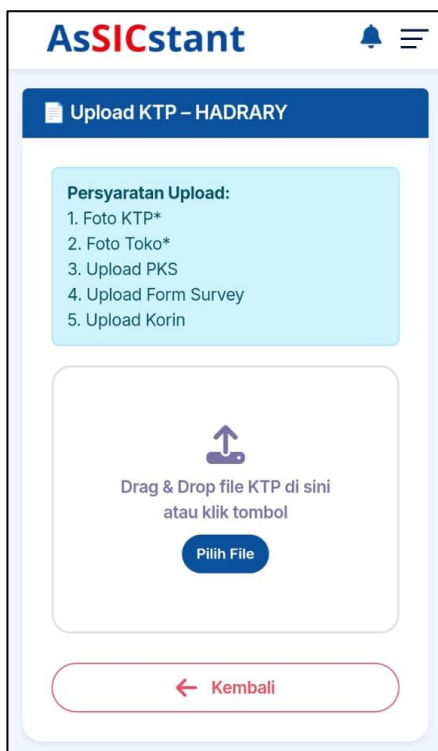 AsSICstant
Upload KTP – HADRARY
Persyaratan Upload:
1. Foto KTP*
2. Foto Toko*
3. Upload PKS
4. Upload Form Survey
5. Upload Korin
Drag & Drop file KTP di sini
atau klik tombol
Pilih File
Kembali